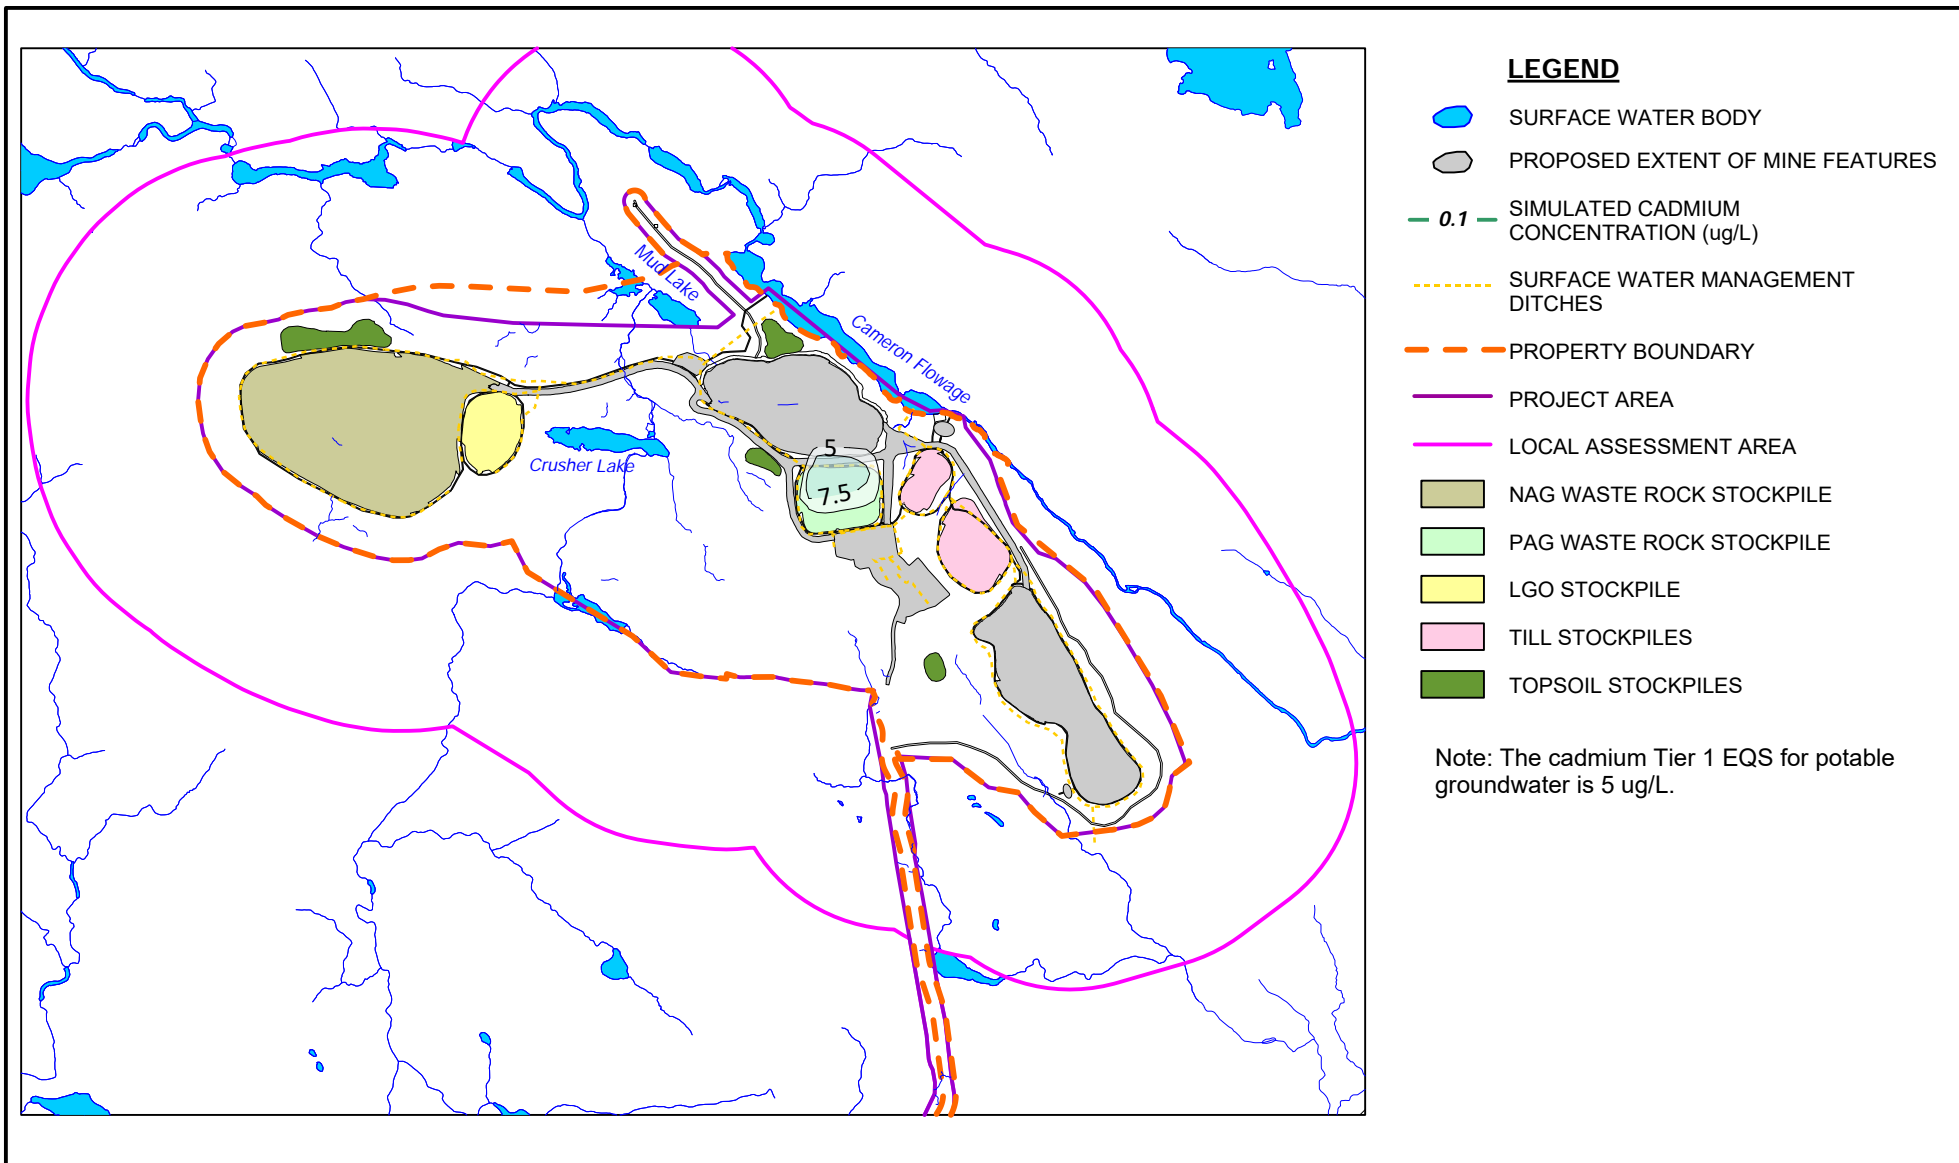 LEGEND
SURFACE WATER BODY
PROPOSED EXTENT OF MINE FEATURES
0.1
SIMULATED CADMIUM
CONCENTRATION (ug/L)
SURFACE WATER MANAGEMENT
DITCHES
PROPERTY BOUNDARY
PROJECT AREA
LOCAL ASSESSMENT AREA
NAG WASTE ROCK STOCKPILE
PAG WASTE ROCK STOCKPILE
LGO STOCKPILE
TILL STOCKPILES
TOPSOIL STOCKPILES
Note: The cadmium Tier 1 EQS for potable
groundwater is 5 ug/L.
Mud Lake
Cameron Flowage
Crusher Lake
5
7.5